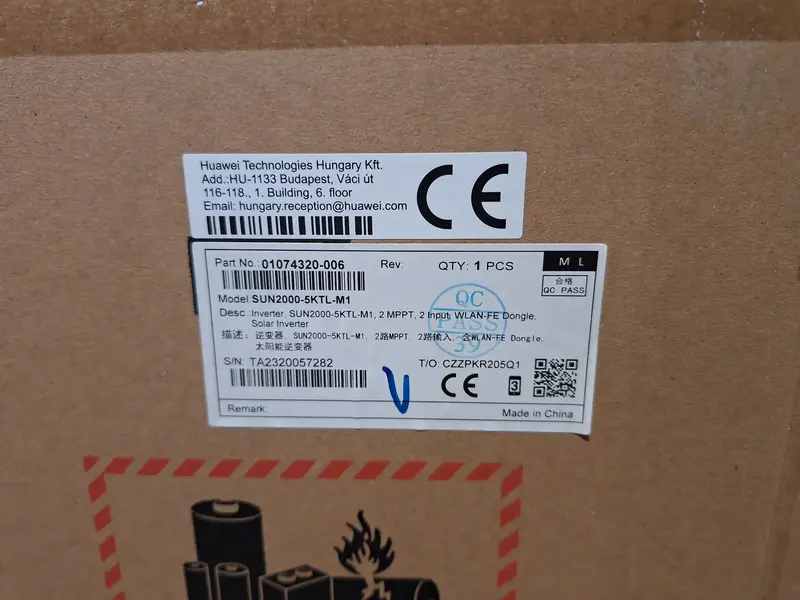 Huawei Technologies Hungary Kft.
Add.:HU-1133 Budapest, Váci út
116-118., 1. Building, 6. floor
Email: hungary.reception@huawei.com
CE
Part No.: 01074320-006 Rev: QTY: 1 PCS M L
合格
QC PASS
Model: SUN2000-5KTL-M1
Desc.: Inverter, SUN2000-5KTL-M1, 2 MPPT, 2 Input, WLAN-FE Dongle,
Solar Inverter
描述: 逆变器, SUN2000-5KTL-M1, 2路MPPT, 2路输入, 含WLAN-FE Dongle,
太阳能逆变器
QC
PASS
39
S/N: TA2320057282 T/O: CZZPKR205Q1
CE 3
Remark: Made in China